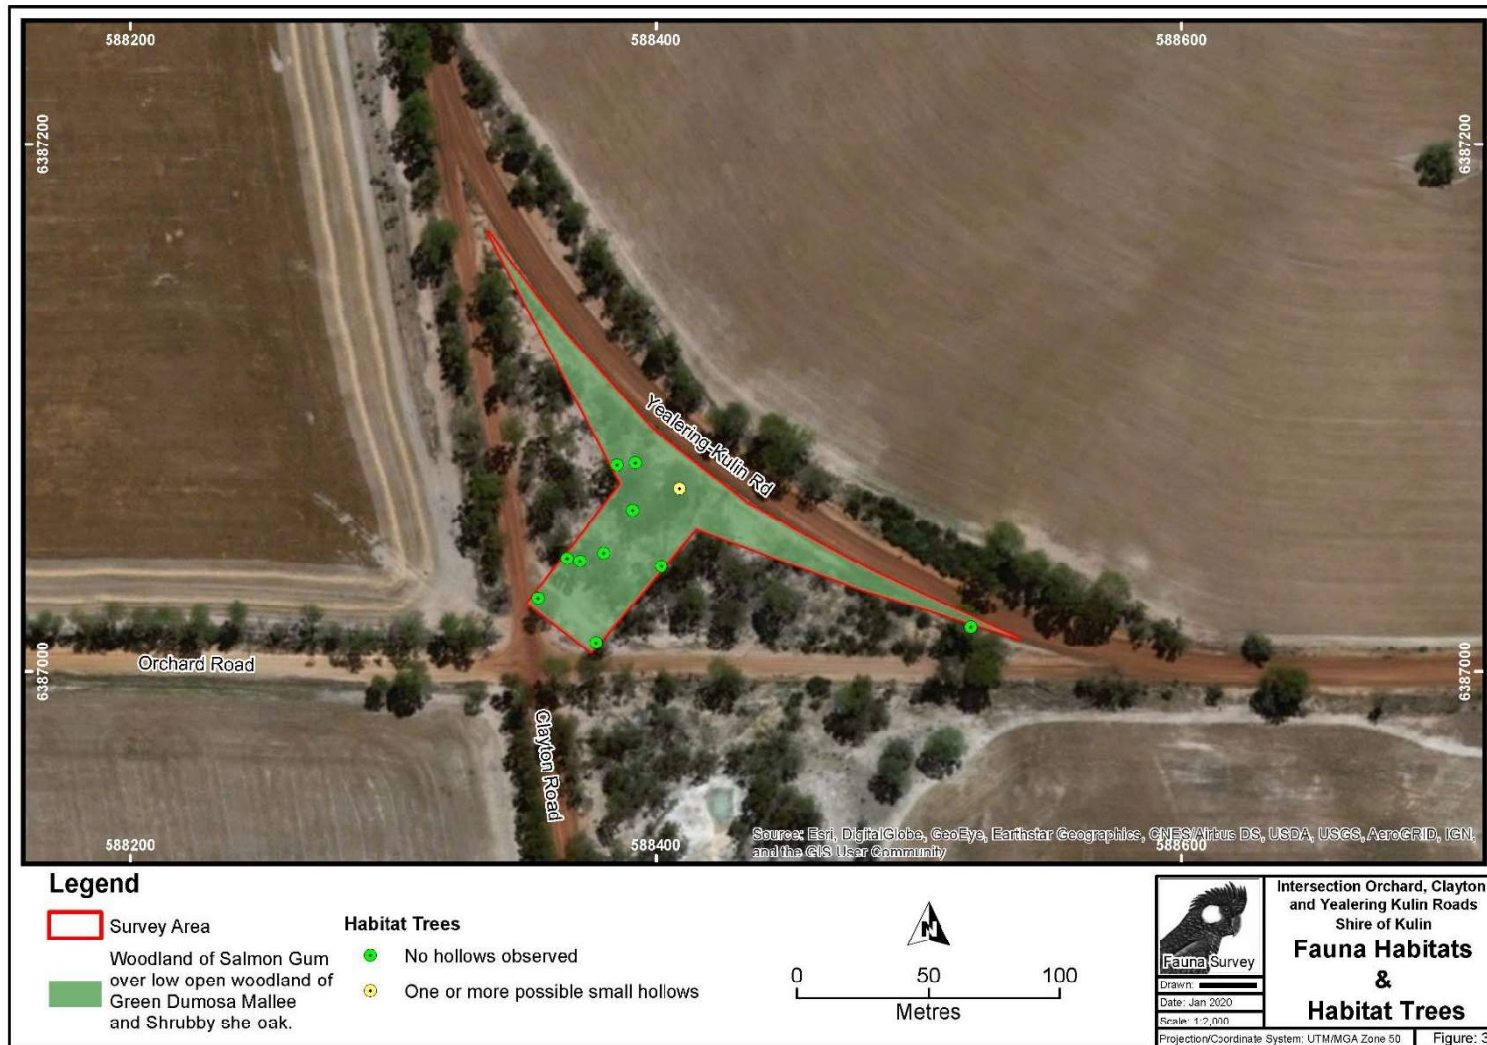 588200
588400
588600
6387200
6387200
Yealering-Kulin Rd
Orchard Road
6387000
6387000
Clayton Road
Source: Esri, DigitalGlobe, GeoEye, Earthstar Geographics, CNES/Airbus DS, USDA, USGS, AeroGRID, IGN,
and the GIS User Community
588200
588400
588600
Legend
Survey Area
Woodland of Salmon Gum
over low open woodland of
Green Dumosa Mallee
and Shrubby she oak.
Habitat Trees
No hollows observed
One or more possible small hollows
N
0 50 100
Metres
Fauna Survey
Drawn:
Date: Jan 2020
Scale: 1:2,000
Intersection Orchard, Clayton
and Yealering Kulin Roads
Shire of Kulin
Fauna Habitats
&
Habitat Trees
Projection/Coordinate System: UTM/MGA Zone 50
Figure: 3